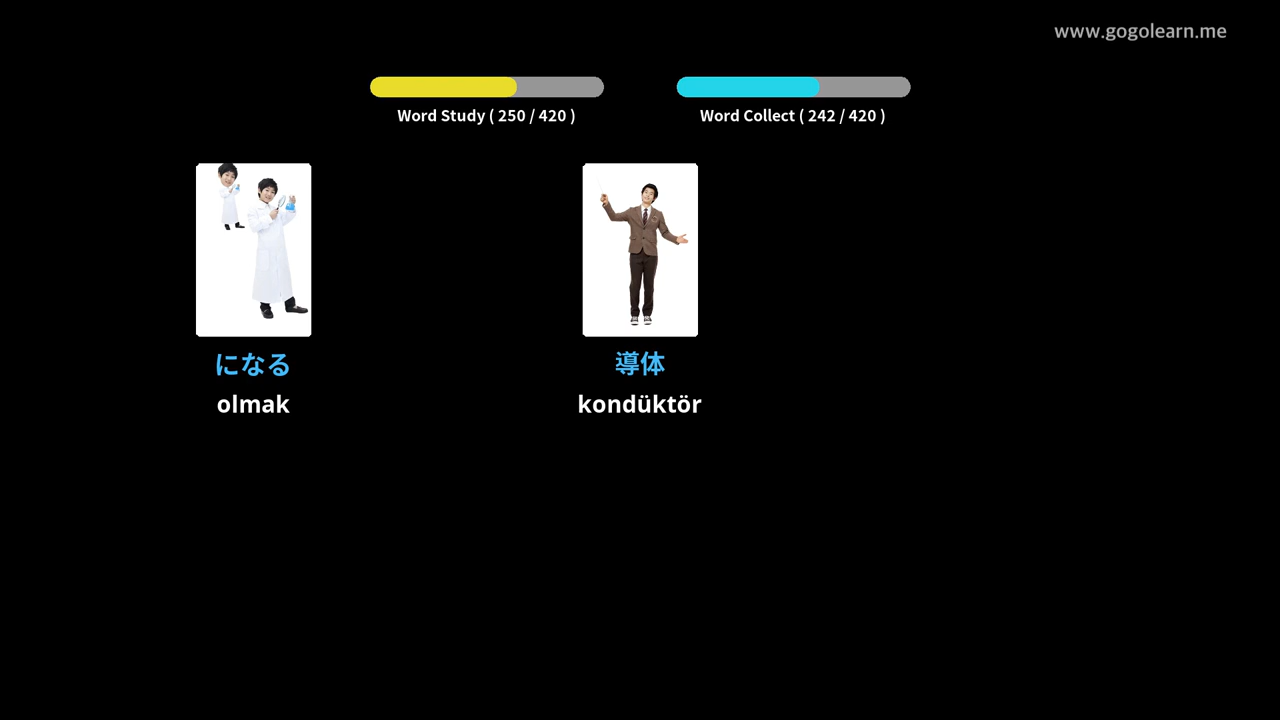 www.gogolearn.me
Word Study ( 250 / 420 )
Word Collect ( 242 / 420 )
になる
導体
olmak
kondüktör